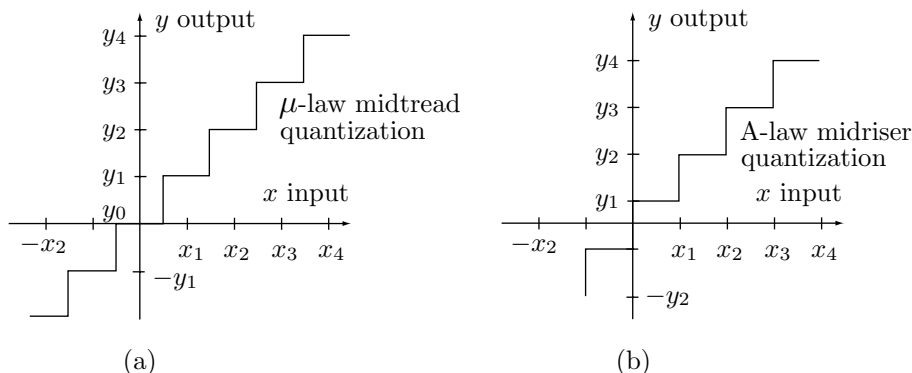 y output
y4
y3
y2
y1
y0
μ-law midtread
quantization
x input
−x2
x1 x2 x3 x4
−y1
(a)
y output
y4
y3
y2
y1
A-law midriser
quantization
x input
−x2
x1 x2 x3 x4
−y2
(b)